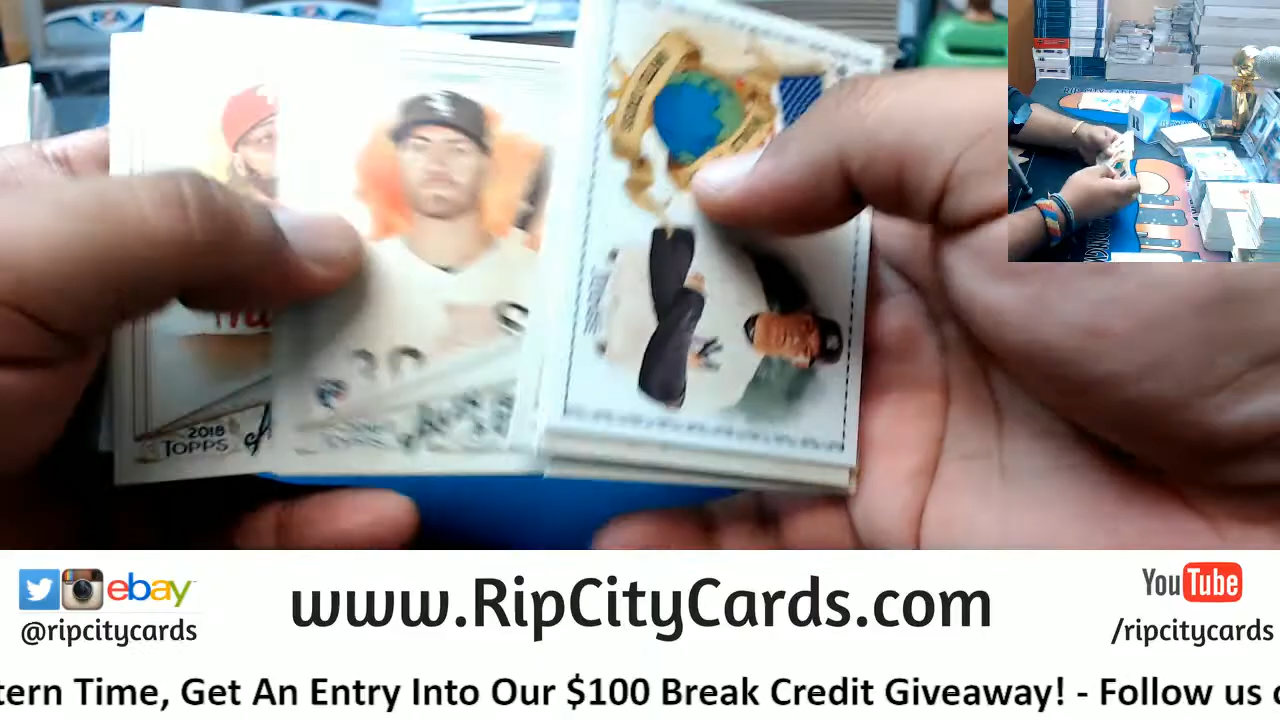 2018
TOPPS
ebay
@ripcitycards
www.RipCityCards.com
YouTube
/ripcitycards
tern Time, Get An Entry Into Our $100 Break Credit Giveaway! - Follow us